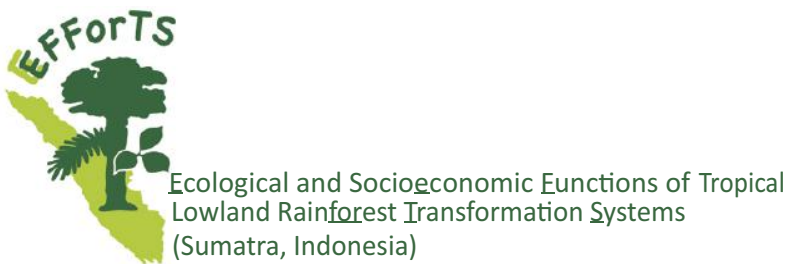 EFForTS
Ecological and Socioeconomic Functions of Tropical
Lowland Rainforest Transformation Systems
(Sumatra, Indonesia)